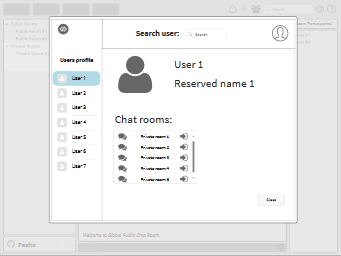 Search user:
Search
Users profile
User 1
User 2
User 3
User 4
User 5
User 6
User 7
User 1
Reserved name 1
Chat rooms:
Private room 1
Private room 2
Private room 3
Private room 4
Private room 5
Close
Welcome to Global Public Chat Room